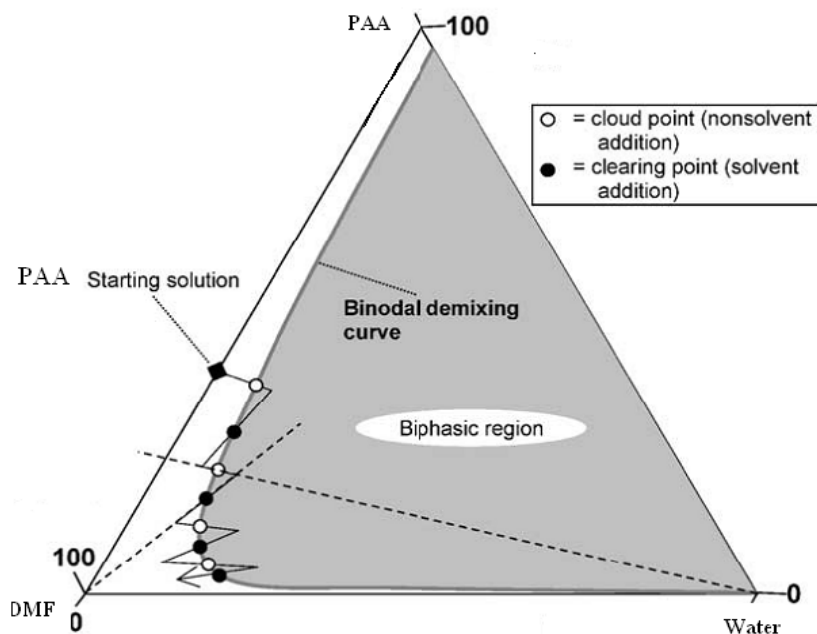 PAA
100
= cloud point (nonsolvent
addition)
= clearing point (solvent
addition)
PAA
Starting solution
Binodal demixing
curve
Biphasic region
100
DMF
0
0
Water